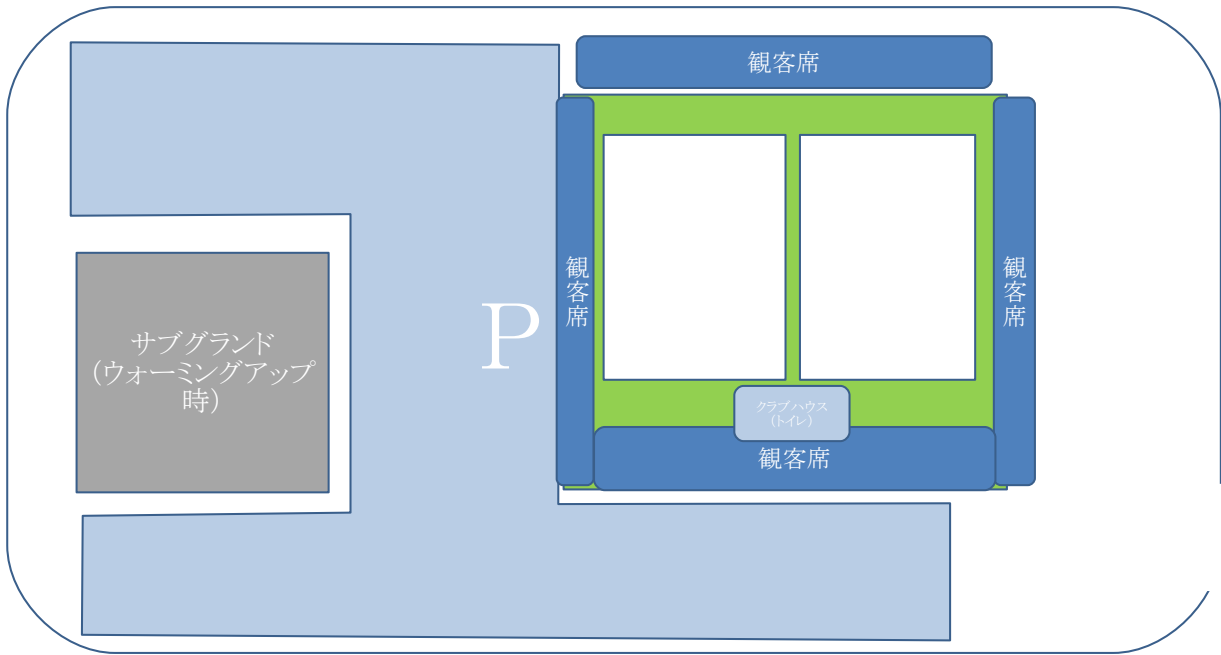 観客席
観客席
観客席
P
サブグランド
（ウォーミングアップ
時）
クラブハウス
（トイレ）
観客席